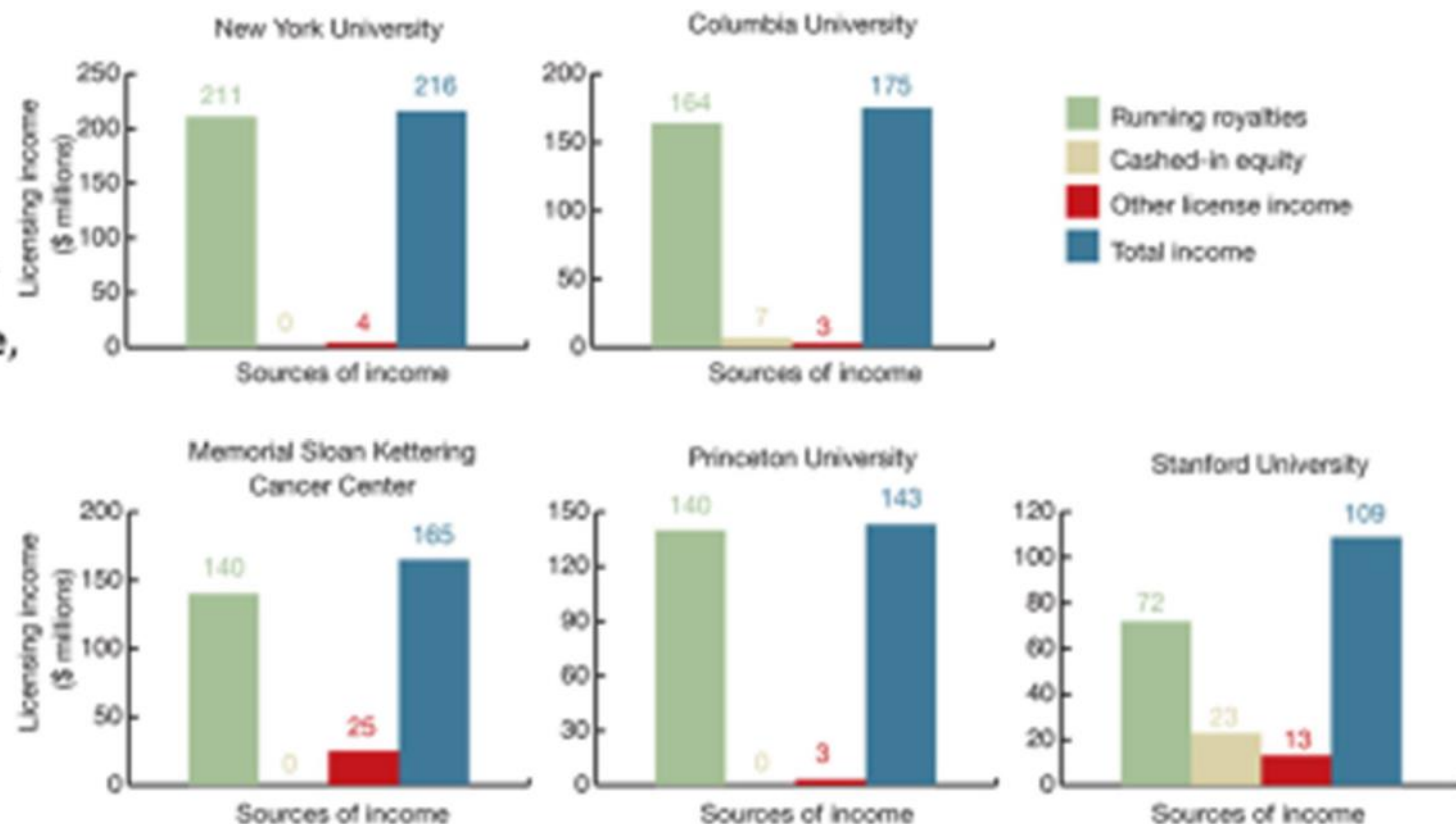 New York University
Licensing income
($ millions)
250
200
150
100
50
0
211
0
4
216
Sources of income
Columbia University
200
150
100
50
0
164
7
3
175
Sources of income
Running royalties
Cashed-in equity
Other license income
Total income
e,
Memorial Sloan Kettering
Cancer Center
Licensing income
($ millions)
200
150
100
50
0
140
0
25
165
Sources of income
Princeton University
150
120
90
60
30
0
140
0
3
143
Sources of income
Stanford University
120
100
80
60
40
20
0
72
23
13
109
Sources of income